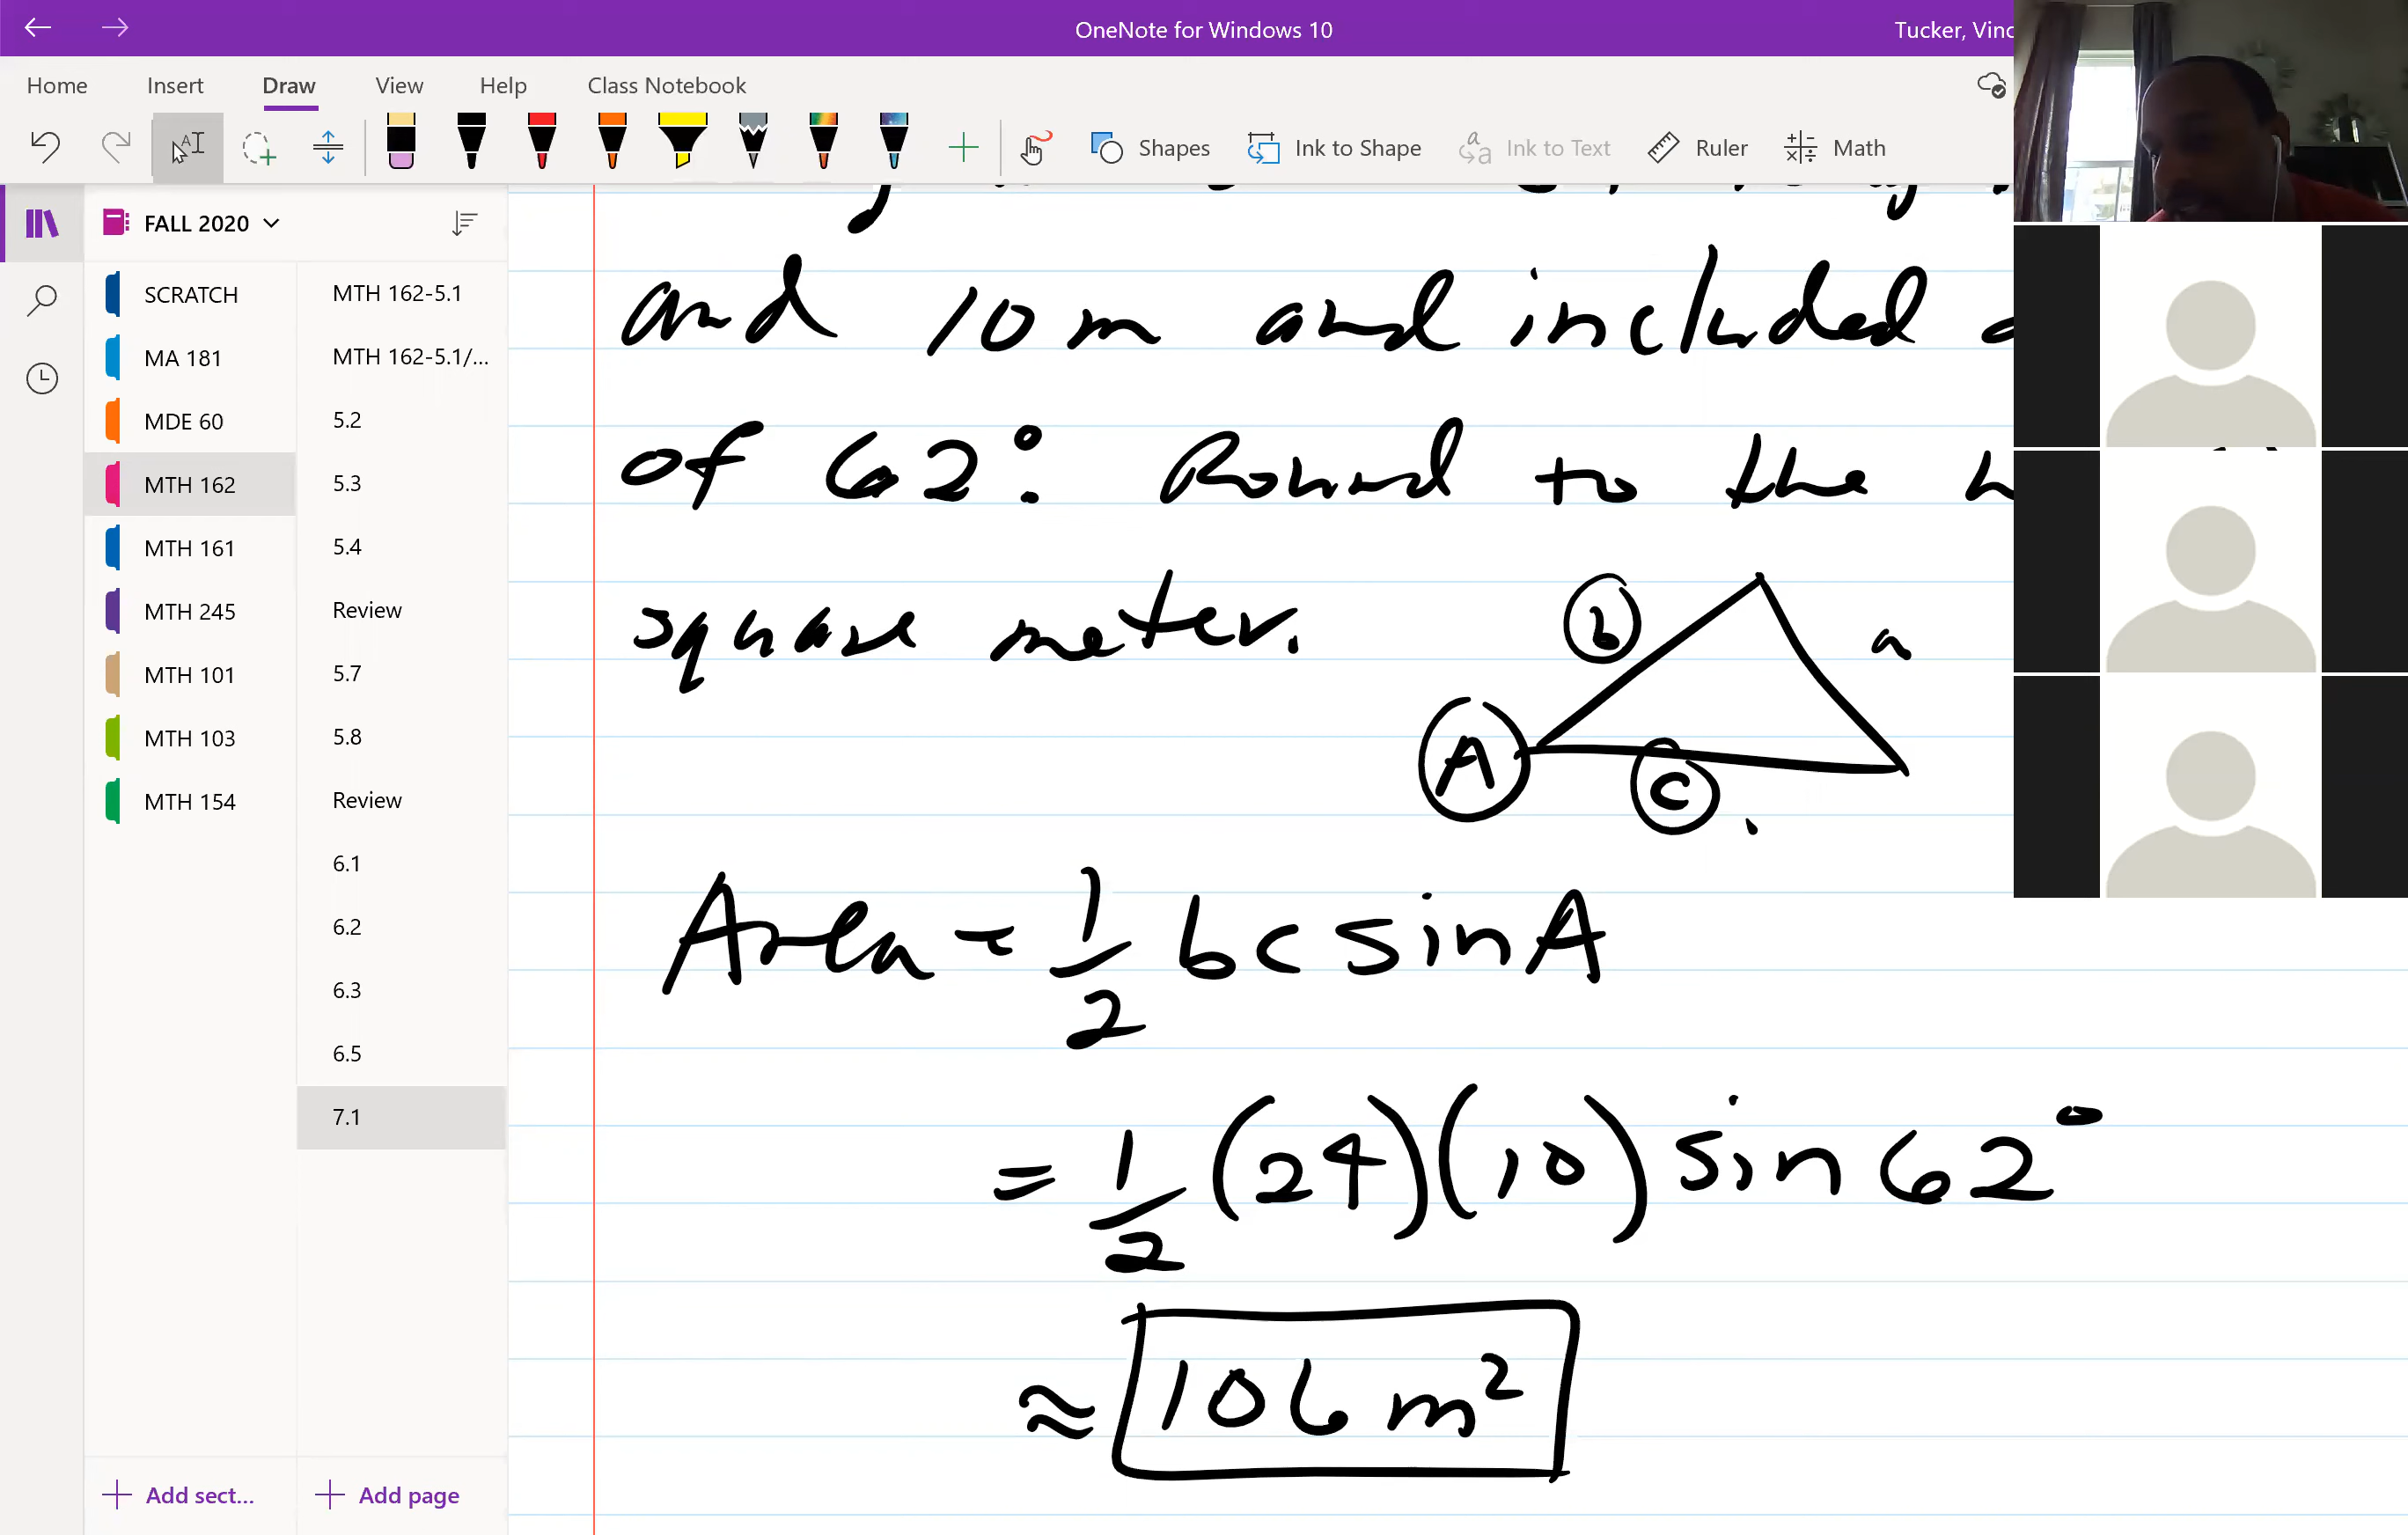 OneNote for Windows 10
Tucker, Vinc
Home Insert Draw View Help Class Notebook
Shapes Ink to Shape Ink to Text Ruler Math
FALL 2020
SCRATCH
MA 181
MDE 60
MTH 162
MTH 161
MTH 245
MTH 101
MTH 103
MTH 154
Add sect...
MTH 162-5.1
MTH 162-5.1/...
5.2
5.3
5.4
Review
5.7
5.8
Review
6.1
6.2
6.3
6.5
7.1
Add page
and 10 m and included
of 62°. Round to the
square meter.
b
a
A
c
Area = 1/2 bc sin A
= 1/2 (24)(10) sin 62°
≈ 106 m²